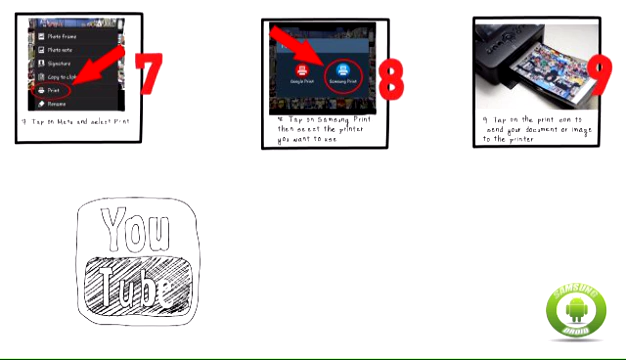 Photo frame
Photo note
Signature
Copy to clip
Print
Rename
7
7 Tap on More and select Print
Google Print
Samsung Print
8
8 Tap on Samsung Print
then select the printer
you want to use
9
9 Tap on the print icon to
send your document or image
to the printer
You
Tube
SAMSUNG
DROID